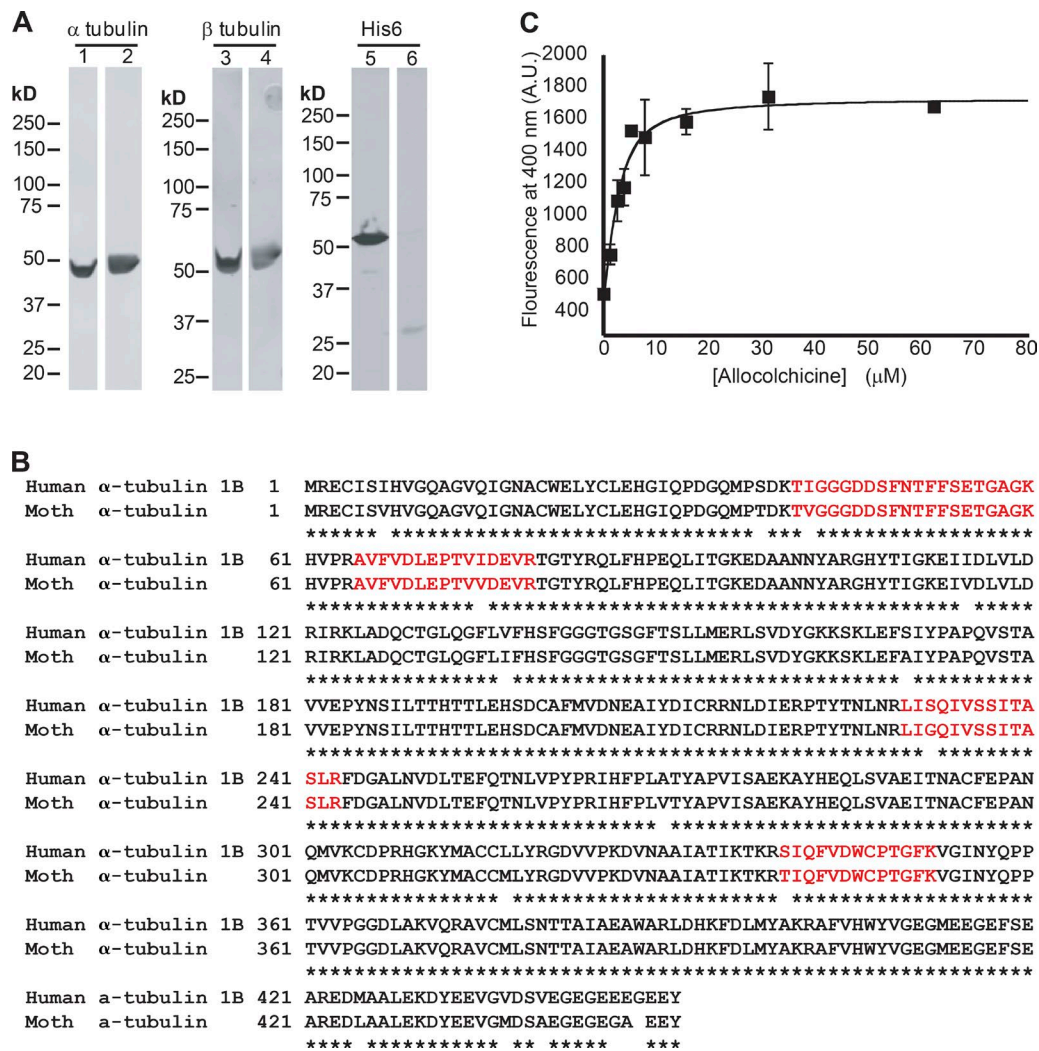 A
α tubulin
β tubulin
His6
1 2
3 4
5 6
kD
250
150
100
75
50
37
25
20
kD
250
150
100
75
50
37
25
kD
250
150
100
75
50
37
25
20
C
Flourescence at 400 nm (A.U.)
2000
1800
1600
1400
1200
1000
800
600
400
0 10 20 30 40 50 60 70 80
[Allocolchicine] (μM)
B
Human α-tubulin 1B 1 MRECISIHVGQAGVQIGNACWELYCLEHGIQPDGQMPSDKTIGGGDDSFNTFFSETGAGK
Moth α-tubulin 1 MRECISVHVGQAGVQIGNACWELYCLEHGIQPDGQMPTDKTVGGGDDSFNTFFSETGAGK
****** ****************************** *** ******************
Human α-tubulin 1B 61 HVPRAVFVDLEPTVIDEVRTGTYRQLFHPEQLITGKEDAANNYARGHYTIGKEIIDLVLD
Moth α-tubulin 61 HVPRAVFVDLEPTVVDEVRTGTYRQLFHPEQLITGKEDAANNYARGHYTIGKEIVDLVLD
************** *************************************** *****
Human α-tubulin 1B 121 RIRKLADQCTGLQGFLVFHSFGGGTGSGFTSLLMERLSVDYGKKSKLEFSIYPAPQVSTA
Moth α-tubulin 121 RIRKLADQCTGLQGFLIFHSFGGGTGSGFTSLLMERLSVDYGKKSKLEFAIYPAPQVSTA
**************** ******************************** **********
Human α-tubulin 1B 181 VVEPYNSILTTHTTLEHSDCAFMVDNEAIYDICRRNLDIERPTYTNLNRLISQIVSSITA
Moth α-tubulin 181 VVEPYNSILTTHTTLEHSDCAFMVDNEAIYDICRRNLDIERPTYTNLNRLIGQIVSSITA
*************************************************** ********
Human α-tubulin 1B 241 SLRFDGALNVDLTEFQTNLVPYPRIHFPLATYAPVISAEKAYHEQLSVAEITNACFEPAN
Moth α-tubulin 241 SLRFDGALNVDLTEFQTNLVPYPRIHFPLVTYAPVISAEKAYHEQLSVAEITNACFEPAN
***************************** ******************************
Human α-tubulin 1B 301 QMVKCDPRHGKYMACCLLYRGDVVPKDVNAAIATIKTKRSIQFVDWCPTGFKVGINYQPP
Moth α-tubulin 301 QMVKCDPRHGKYMACCMLYRGDVVPKDVNAAIATIKTKRTIQFVDWCPTGFKVGINYQPP
**************** ********************** ********************
Human α-tubulin 1B 361 TVVPGGDLAKVQRAVCMLSNTTAIAEAWARLDHKFDLMYAKRAFVHWYVGEGMEEGEFSE
Moth α-tubulin 361 TVVPGGDLAKVQRAVCMLSNTTAIAEAWARLDHKFDLMYAKRAFVHWYVGEGMEEGEFSE
************************************************************
Human a-tubulin 1B 421 AREDMAALEKDYEEVGVDSVEGEGEEEGEEY
Moth a-tubulin 421 AREDLAALEKDYEEVGMDSAEGEGEGA EEY
**** *********** ** ****** ***